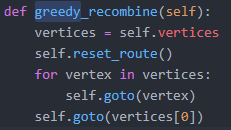 def greedy_recombine(self):
    vertices = self.vertices
    self.reset_route()
    for vertex in vertices:
        self.goto(vertex)
    self.goto(vertices[0])